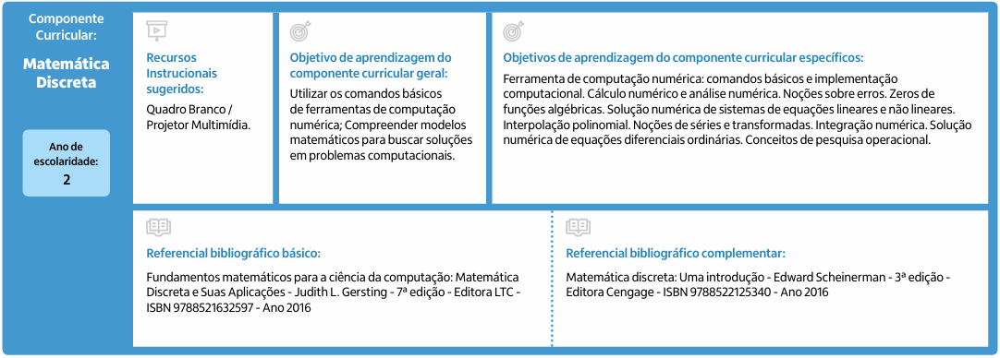 Componente
Curricular:
Matemática
Discreta
Ano de
escolaridade:
2
Recursos
Instrucionais
sugeridos:
Quadro Branco /
Projetor Multimídia.
Objetivo de aprendizagem do
componente curricular geral:
Utilizar os comandos básicos
de ferramentas de computação
numérica; Compreender modelos
matemáticos para buscar soluções
em problemas computacionais.
Objetivos de aprendizagem do componente curricular específicos:
Ferramenta de computação numérica: comandos básicos e implementação
computacional. Cálculo numérico e análise numérica. Noções sobre erros. Zeros de
funções algébricas. Solução numérica de sistemas de equações lineares e não lineares.
Interpolação polinomial. Noções de séries e transformadas. Integração numérica. Solução
numérica de equações diferenciais ordinárias. Conceitos de pesquisa operacional.
Referencial bibliográfico básico:
Fundamentos matemáticos para a ciência da computação: Matemática
Discreta e Suas Aplicações - Judith L. Gersting - 7ª edição - Editora LTC -
ISBN 9788521632597 - Ano 2016
Referencial bibliográfico complementar:
Matemática discreta: Uma introdução - Edward Scheinerman - 3ª edição -
Editora Cengage - ISBN 9788522125340 - Ano 2016